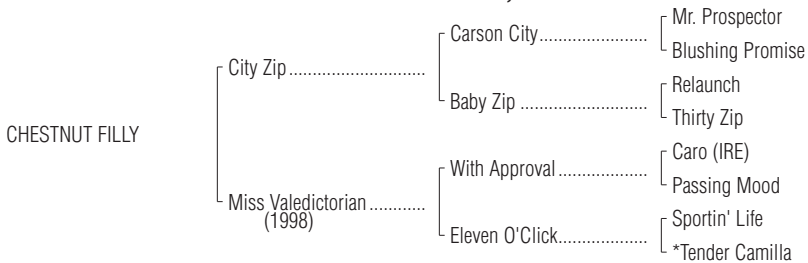 Mr. Prospector
Carson City..........................
Blushing Promise
City Zip ..............................
Relaunch
Baby Zip ..............................
Thirty Zip
CHESTNUT FILLY
Caro (IRE)
With Approval.....................
Passing Mood
Miss Valedictorian ............
(1998)
Sportin' Life
Eleven O'Click.....................
*Tender Camilla